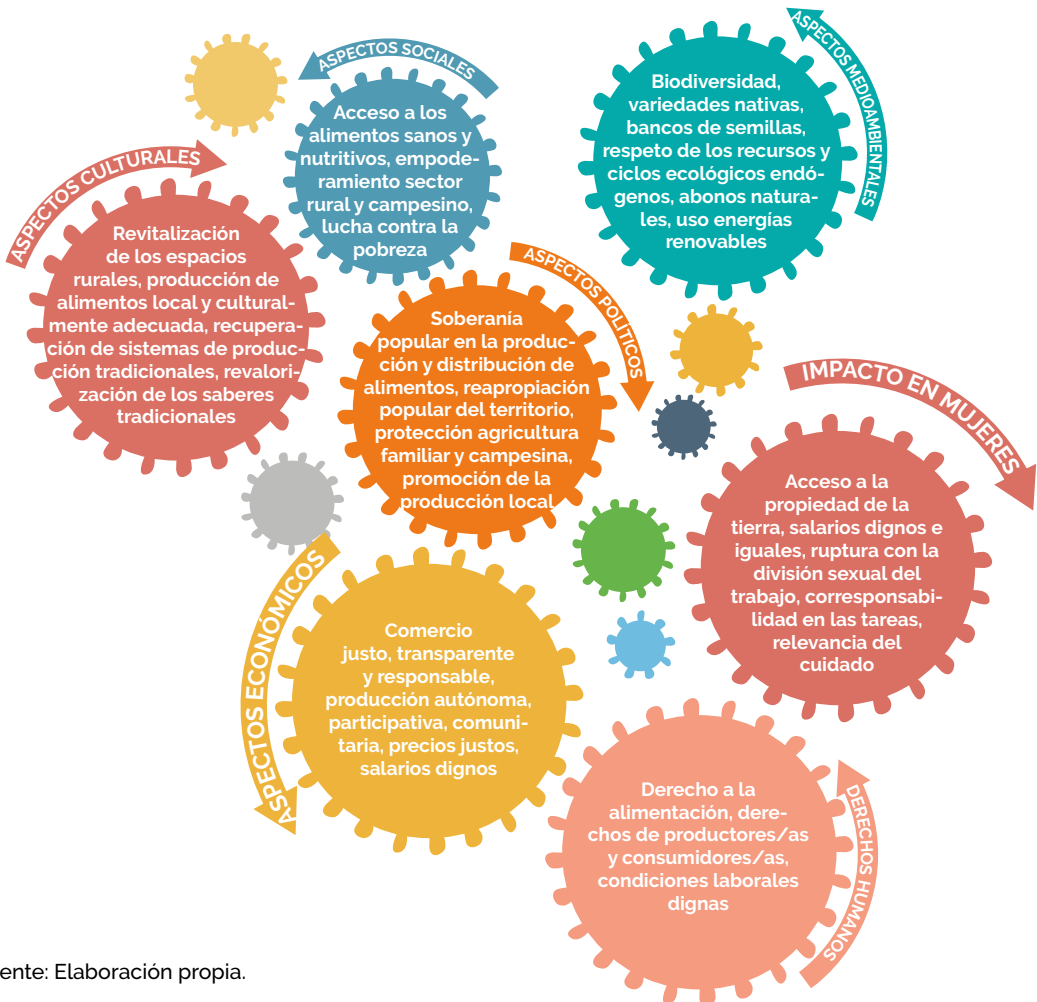 ASPECTOS SOCIALES
Acceso a los
alimentos sanos y
nutritivos, empode-
ramiento sector
rural y campesino,
lucha contra la
pobreza
ASPECTOS MEDIOAMBIENTALES
Biodiversidad,
variedades nativas,
bancos de semillas,
respeto de los recursos y
ciclos ecológicos endó-
genos, abonos natura-
les, uso energías
renovables
ASPECTOS CULTURALES
Revitalización
de los espacios
rurales, producción de
alimentos local y cultural-
mente adecuada, recupera-
ción de sistemas de produc-
ción tradicionales, revalori-
zación de los saberes
tradicionales
ASPECTOS POLÍTICOS
Soberanía
popular en la produc-
ción y distribución de
alimentos, reapropiación
popular del territorio,
protección agricultura
familiar y campesina,
promoción de la
producción local
IMPACTO EN MUJERES
Acceso a la
propiedad de la
tierra, salarios dignos e
iguales, ruptura con la
división sexual del
trabajo, corresponsabi-
lidad en las tareas,
relevancia del
cuidado
ASPECTOS ECONÓMICOS
Comercio
justo, transparente
y responsable,
producción autónoma,
participativa, comuni-
taria, precios justos,
salarios dignos
DERECHOS HUMANOS
Derecho a la
alimentación, dere-
chos de productores/as
y consumidores/as,
condiciones laborales
dignas
ente: Elaboración propia.